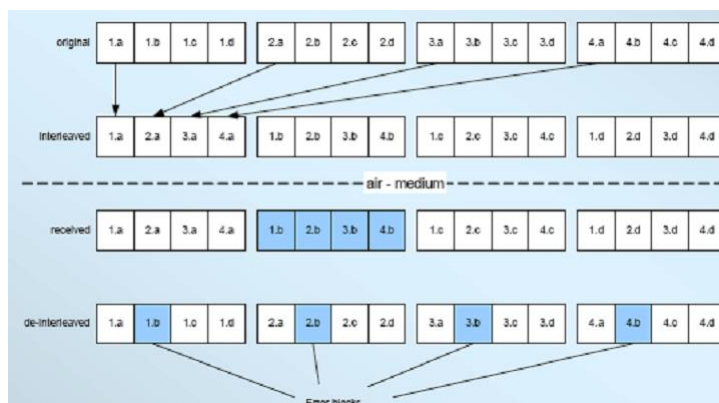 original 1.a 1.b 1.c 1.d 2.a 2.b 2.c 2.d 3.a 3.b 3.c 3.d 4.a 4.b 4.c 4.d
interleaved 1.a 2.a 3.a 4.a 1.b 2.b 3.b 4.b 1.c 2.c 3.c 4.c 1.d 2.d 3.d 4.d
air - medium
received 1.a 2.a 3.a 4.a 1.b 2.b 3.b 4.b 1.c 2.c 3.c 4.c 1.d 2.d 3.d 4.d
de-interleaved 1.a 1.b 1.c 1.d 2.a 2.b 2.c 2.d 3.a 3.b 3.c 3.d 4.a 4.b 4.c 4.d
Error blocks